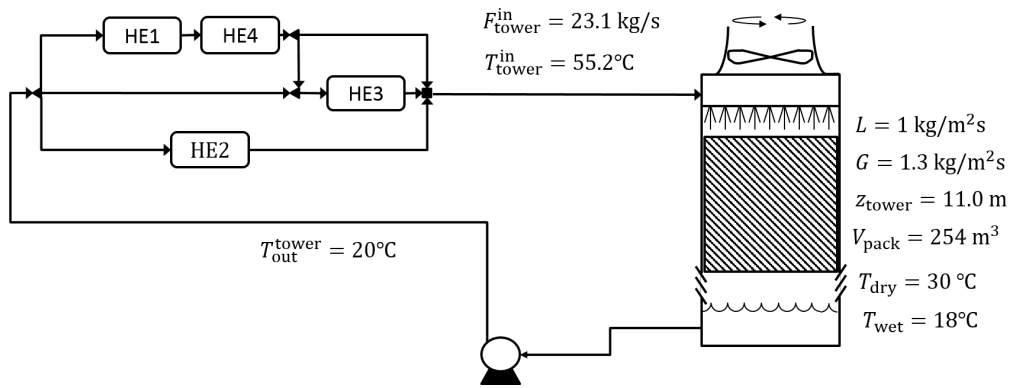 HE1
HE4
HE3
HE2
F_tower^in = 23.1 kg/s
T_tower^in = 55.2°C
T_out^tower = 20°C
L = 1 kg/m²s
G = 1.3 kg/m²s
z_tower = 11.0 m
V_pack = 254 m³
T_dry = 30 °C
T_wet = 18°C